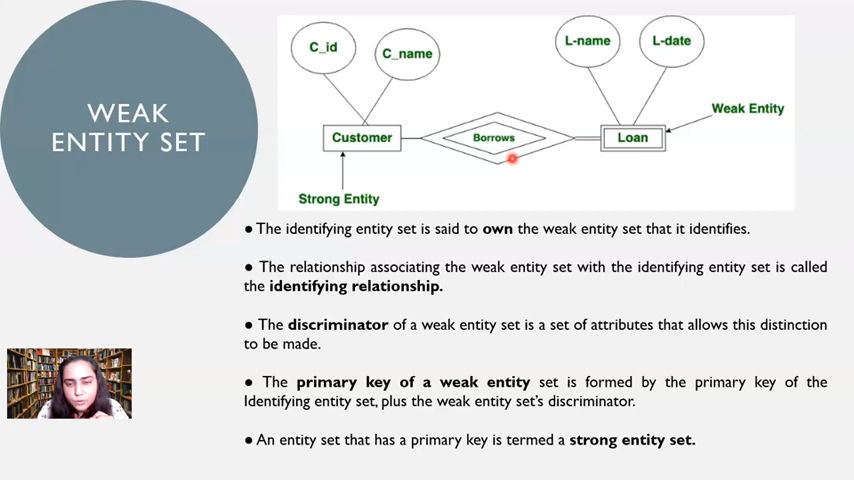 WEAK
ENTITY SET
C_id
C_name
L-name
L-date
Weak Entity
Customer
Borrows
Loan
Strong Entity
● The identifying entity set is said to own the weak entity set that it identifies.
● The relationship associating the weak entity set with the identifying entity set is called
the identifying relationship.
● The discriminator of a weak entity set is a set of attributes that allows this distinction
to be made.
● The primary key of a weak entity set is formed by the primary key of the
Identifying entity set, plus the weak entity set's discriminator.
● An entity set that has a primary key is termed a strong entity set.